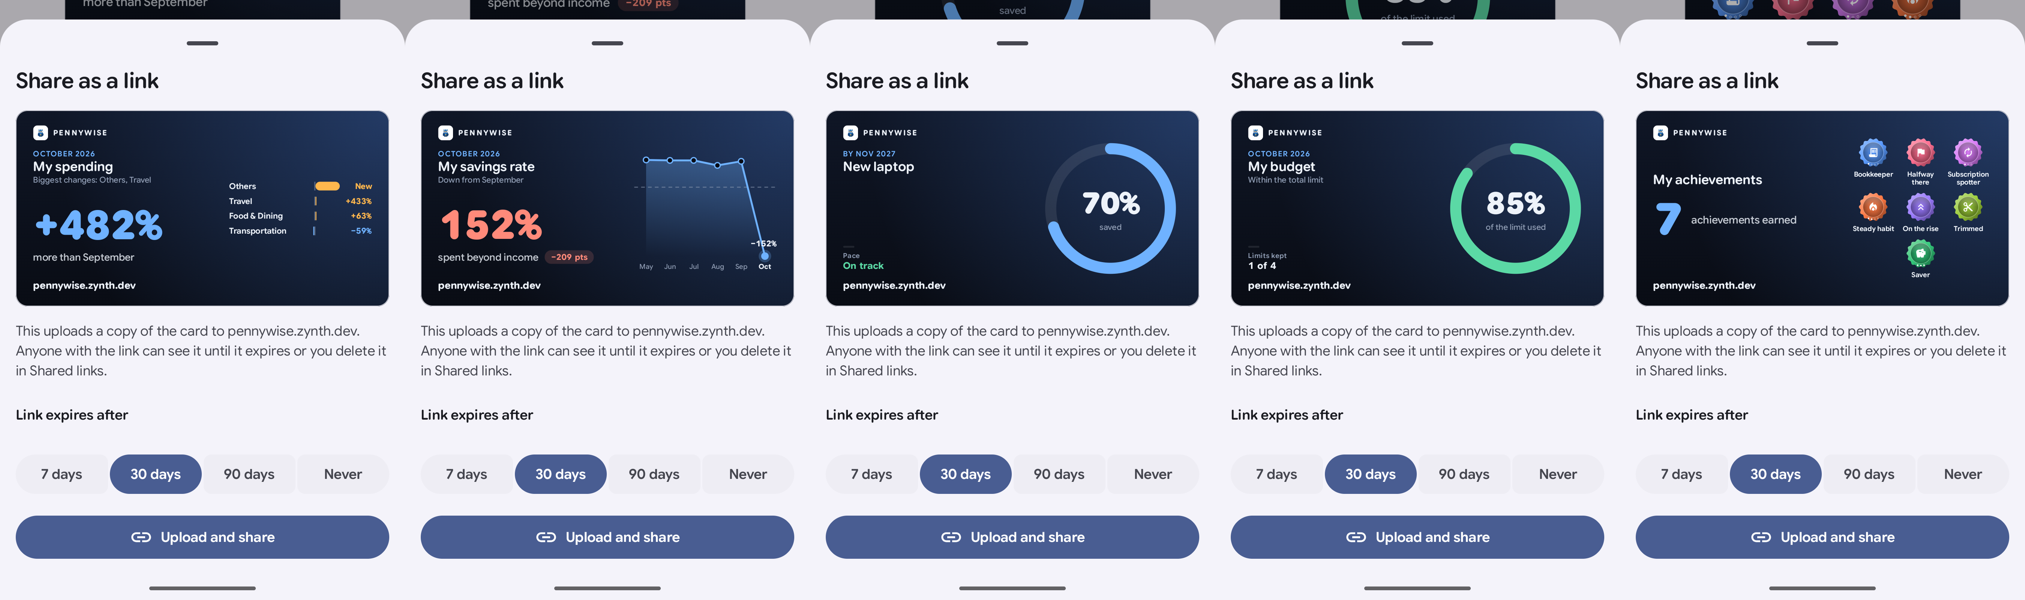 more than September
Share as a link
PENNYWISE
OCTOBER 2026
My spending
Biggest changes: Others, Travel
Others New
Travel +433%
Food & Dining +63%
Transportation −59%
+482%
more than September
pennywise.zynth.dev
This uploads a copy of the card to pennywise.zynth.dev.
Anyone with the link can see it until it expires or you delete it
in Shared links.
Link expires after
7 days 30 days 90 days Never
Upload and share
spent beyond income −209 pts
Share as a link
PENNYWISE
OCTOBER 2026
My savings rate
Down from September
152%
spent beyond income −209 pts
−152%
May Jun Jul Aug Sep Oct
pennywise.zynth.dev
This uploads a copy of the card to pennywise.zynth.dev.
Anyone with the link can see it until it expires or you delete it
in Shared links.
Link expires after
7 days 30 days 90 days Never
Upload and share
saved
Share as a link
PENNYWISE
BY NOV 2027
New laptop
70%
saved
Pace
On track
pennywise.zynth.dev
This uploads a copy of the card to pennywise.zynth.dev.
Anyone with the link can see it until it expires or you delete it
in Shared links.
Link expires after
7 days 30 days 90 days Never
Upload and share
of the limit used
Share as a link
PENNYWISE
OCTOBER 2026
My budget
Within the total limit
85%
of the limit used
Limits kept
1 of 4
pennywise.zynth.dev
This uploads a copy of the card to pennywise.zynth.dev.
Anyone with the link can see it until it expires or you delete it
in Shared links.
Link expires after
7 days 30 days 90 days Never
Upload and share
Share as a link
PENNYWISE
My achievements
7 achievements earned
Bookkeeper
Halfway
there
Subscription
spotter
Steady habit On the rise Trimmed
Saver
pennywise.zynth.dev
This uploads a copy of the card to pennywise.zynth.dev.
Anyone with the link can see it until it expires or you delete it
in Shared links.
Link expires after
7 days 30 days 90 days Never
Upload and share